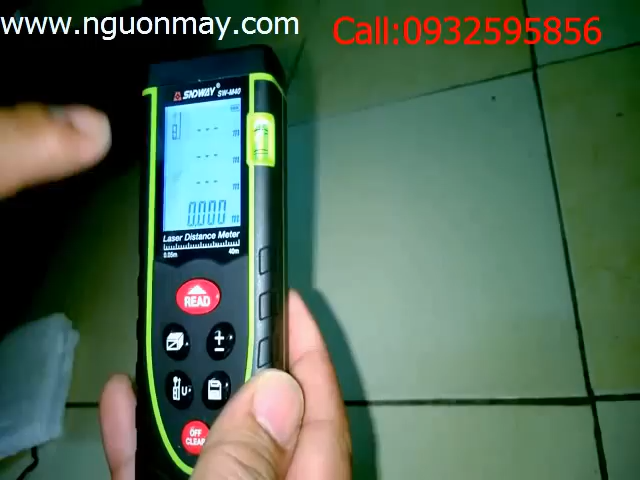 www.nguonmay.com
Call:0932595856
SNDWAY®
SW-M40
--- m
--- m
--- m
0.000 m
Laser Distance Meter
0.05m 40m
READ
+ -
U
OFF
CLEAR